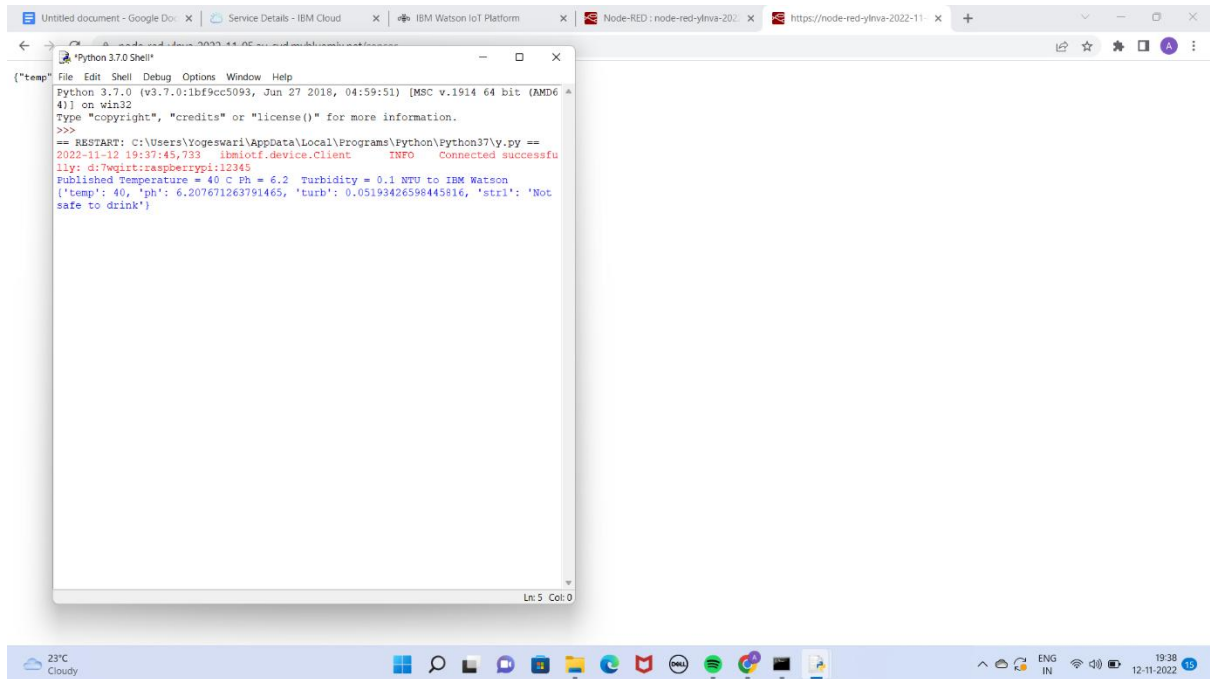 Untitled document - Google Doc
Service Details - IBM Cloud
IBM Watson IoT Platform
Node-RED : node-red-ylnva-202
https://node-red-ylnva-2022-11-
{"temp"
*Python 3.7.0 Shell*
File Edit Shell Debug Options Window Help
Python 3.7.0 (v3.7.0:1bf9cc5093, Jun 27 2018, 04:59:51) [MSC v.1914 64 bit (AMD6
4)] on win32
Type "copyright", "credits" or "license()" for more information.
>>>
== RESTART: C:\Users\Yogeswari\AppData\Local\Programs\Python\Python37\y.py ==
2022-11-12 19:37:45,733 ibmiotf.device.Client INFO Connected successfu
lly: d:7wqirt:raspberrypi:12345
Published Temperature = 40 C Ph = 6.2 Turbidity = 0.1 NTU to IBM Watson
{'temp': 40, 'ph': 6.207671263791465, 'turb': 0.05193426598445816, 'str1': 'Not
safe to drink'}
Ln: 5 Col: 0
A
23°C
Cloudy
DELL
ENG
IN
19:38
12-11-2022
15